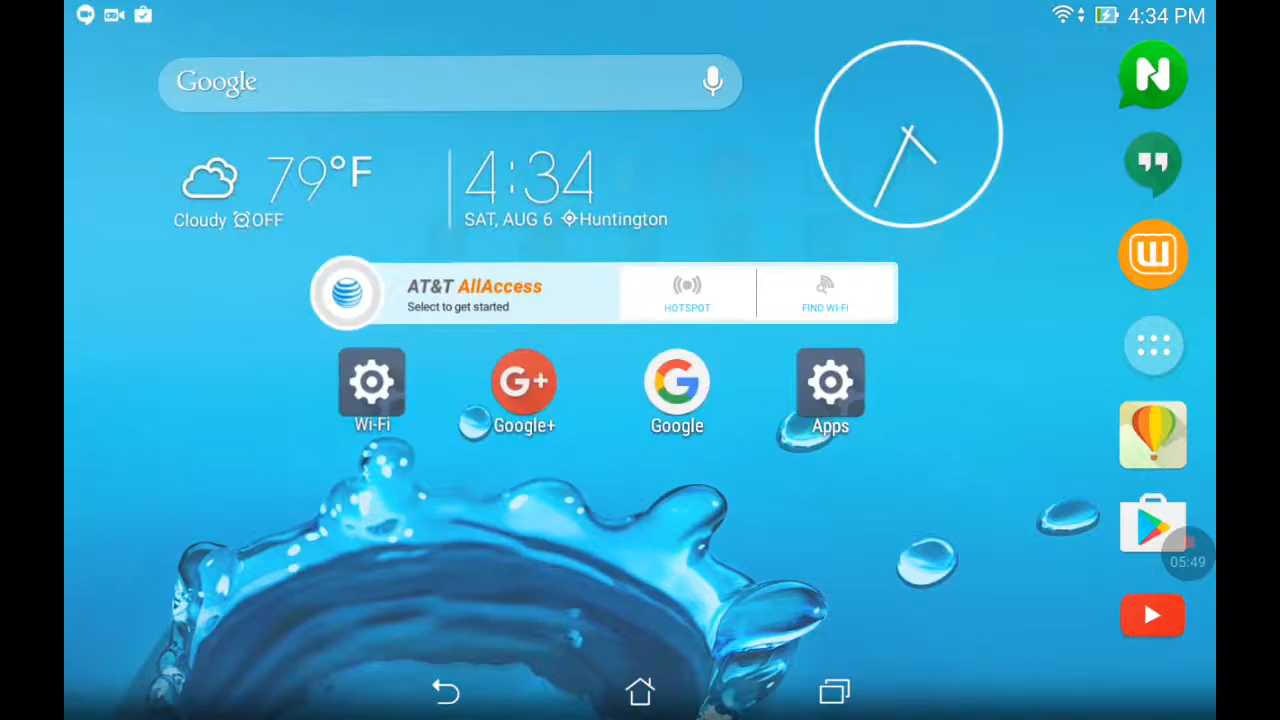 4:34 PM
Google
79°F
Cloudy OFF
4:34
SAT, AUG 6 Huntington
AT&T AllAccess
Select to get started
HOTSPOT
FIND WI-FI
Wi-Fi
Google+
Google
Apps
05:49